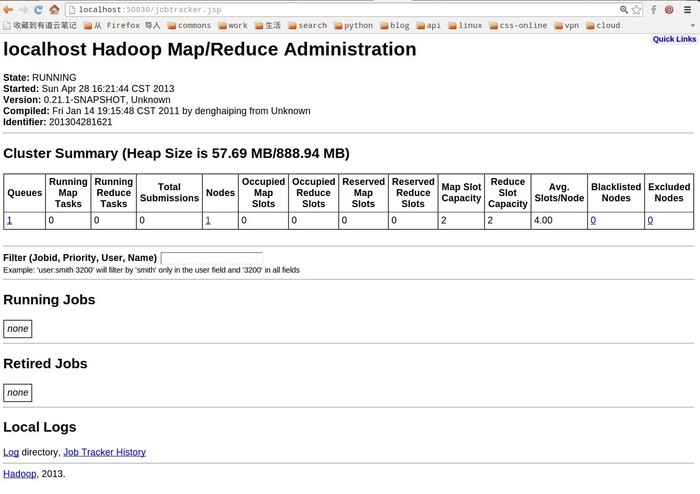 localhost:50030/jobtracker.jsp
收藏到有道云笔记 从 Firefox 导入 commons work 生活 search python blog api linux css-online vpn cloud
Quick Links
localhost Hadoop Map/Reduce Administration
State: RUNNING
Started: Sun Apr 28 16:21:44 CST 2013
Version: 0.21.1-SNAPSHOT, Unknown
Compiled: Fri Jan 14 19:15:48 CST 2011 by denghaiping from Unknown
Identifier: 201304281621
Cluster Summary (Heap Size is 57.69 MB/888.94 MB)
Queues Running Map Tasks Running Reduce Tasks Total Submissions Nodes Occupied Map Slots Occupied Reduce Slots Reserved Map Slots Reserved Reduce Slots Map Slot Capacity Reduce Slot Capacity Avg. Slots/Node Blacklisted Nodes Excluded Nodes
1 0 0 0 1 0 0 0 0 2 2 4.00 0 0
Filter (Jobid, Priority, User, Name)
Example: 'user:smith 3200' will filter by 'smith' only in the user field and '3200' in all fields
Running Jobs
none
Retired Jobs
none
Local Logs
Log directory, Job Tracker History
Hadoop, 2013.